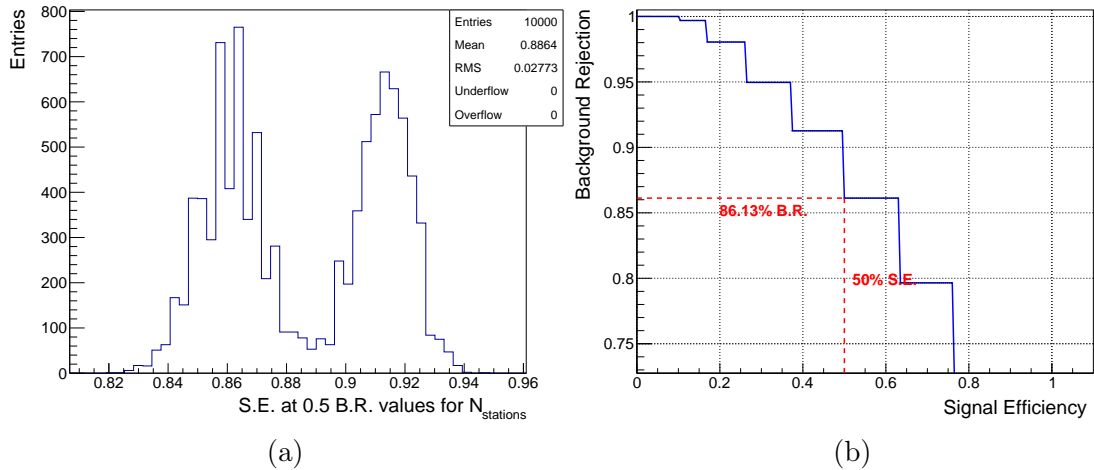 Entries 10000
Mean 0.8864
RMS 0.02773
Underflow 0
Overflow 0
Entries
800
700
600
500
400
300
200
100
0
0.82 0.84 0.86 0.88 0.9 0.92 0.94 0.96
S.E. at 0.5 B.R. values for N_stations
(a)
Background Rejection
1
0.95
0.9
0.85
0.8
0.75
86.13% B.R.
50% S.E.
0 0.2 0.4 0.6 0.8 1
Signal Efficiency
(b)